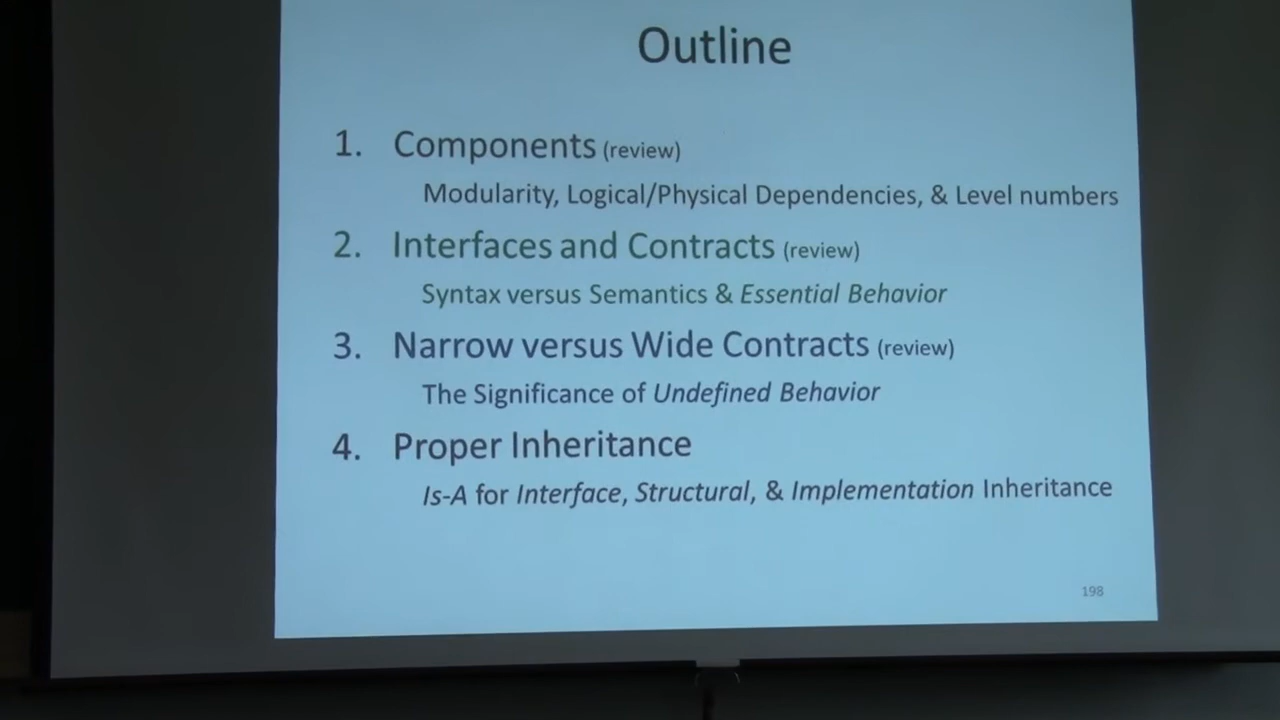 Outline
1. Components (review)
Modularity, Logical/Physical Dependencies, & Level numbers
2. Interfaces and Contracts (review)
Syntax versus Semantics & Essential Behavior
3. Narrow versus Wide Contracts (review)
The Significance of Undefined Behavior
4. Proper Inheritance
Is-A for Interface, Structural, & Implementation Inheritance
198